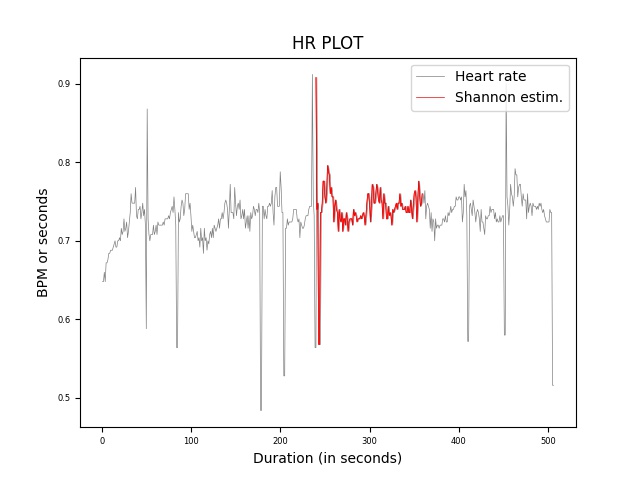 HR PLOT
Heart rate
Shannon estim.
BPM or seconds
0.9
0.8
0.7
0.6
0.5
0
100
200
300
400
500
Duration (in seconds)